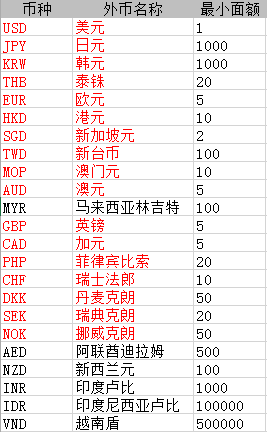 币种 外币名称 最小面额
USD 美元 1
JPY 日元 1000
KRW 韩元 1000
THB 泰铢 20
EUR 欧元 5
HKD 港元 10
SGD 新加坡元 2
TWD 新台币 100
MOP 澳门元 10
AUD 澳元 5
MYR 马来西亚林吉特 100
GBP 英镑 5
CAD 加元 5
PHP 菲律宾比索 20
CHF 瑞士法郎 10
DKK 丹麦克朗 50
SEK 瑞典克朗 20
NOK 挪威克朗 50
AED 阿联酋迪拉姆 500
NZD 新西兰元 100
INR 印度卢比 1000
IDR 印度尼西亚卢比 100000
VND 越南盾 500000